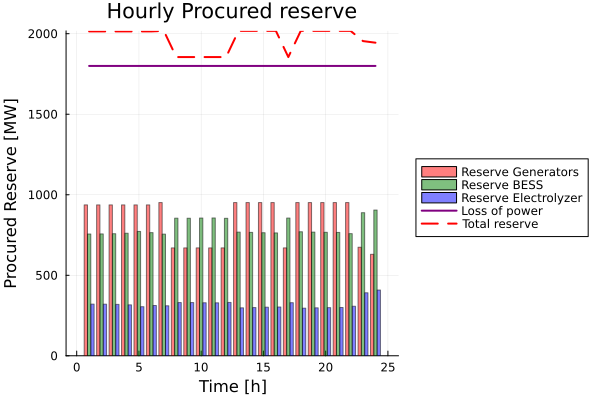 Hourly Procured reserve
Procured Reserve [MW]
2000
1500
1000
500
0
0
5
10
15
20
25
Time [h]
Reserve Generators
Reserve BESS
Reserve Electrolyzer
Loss of power
Total reserve